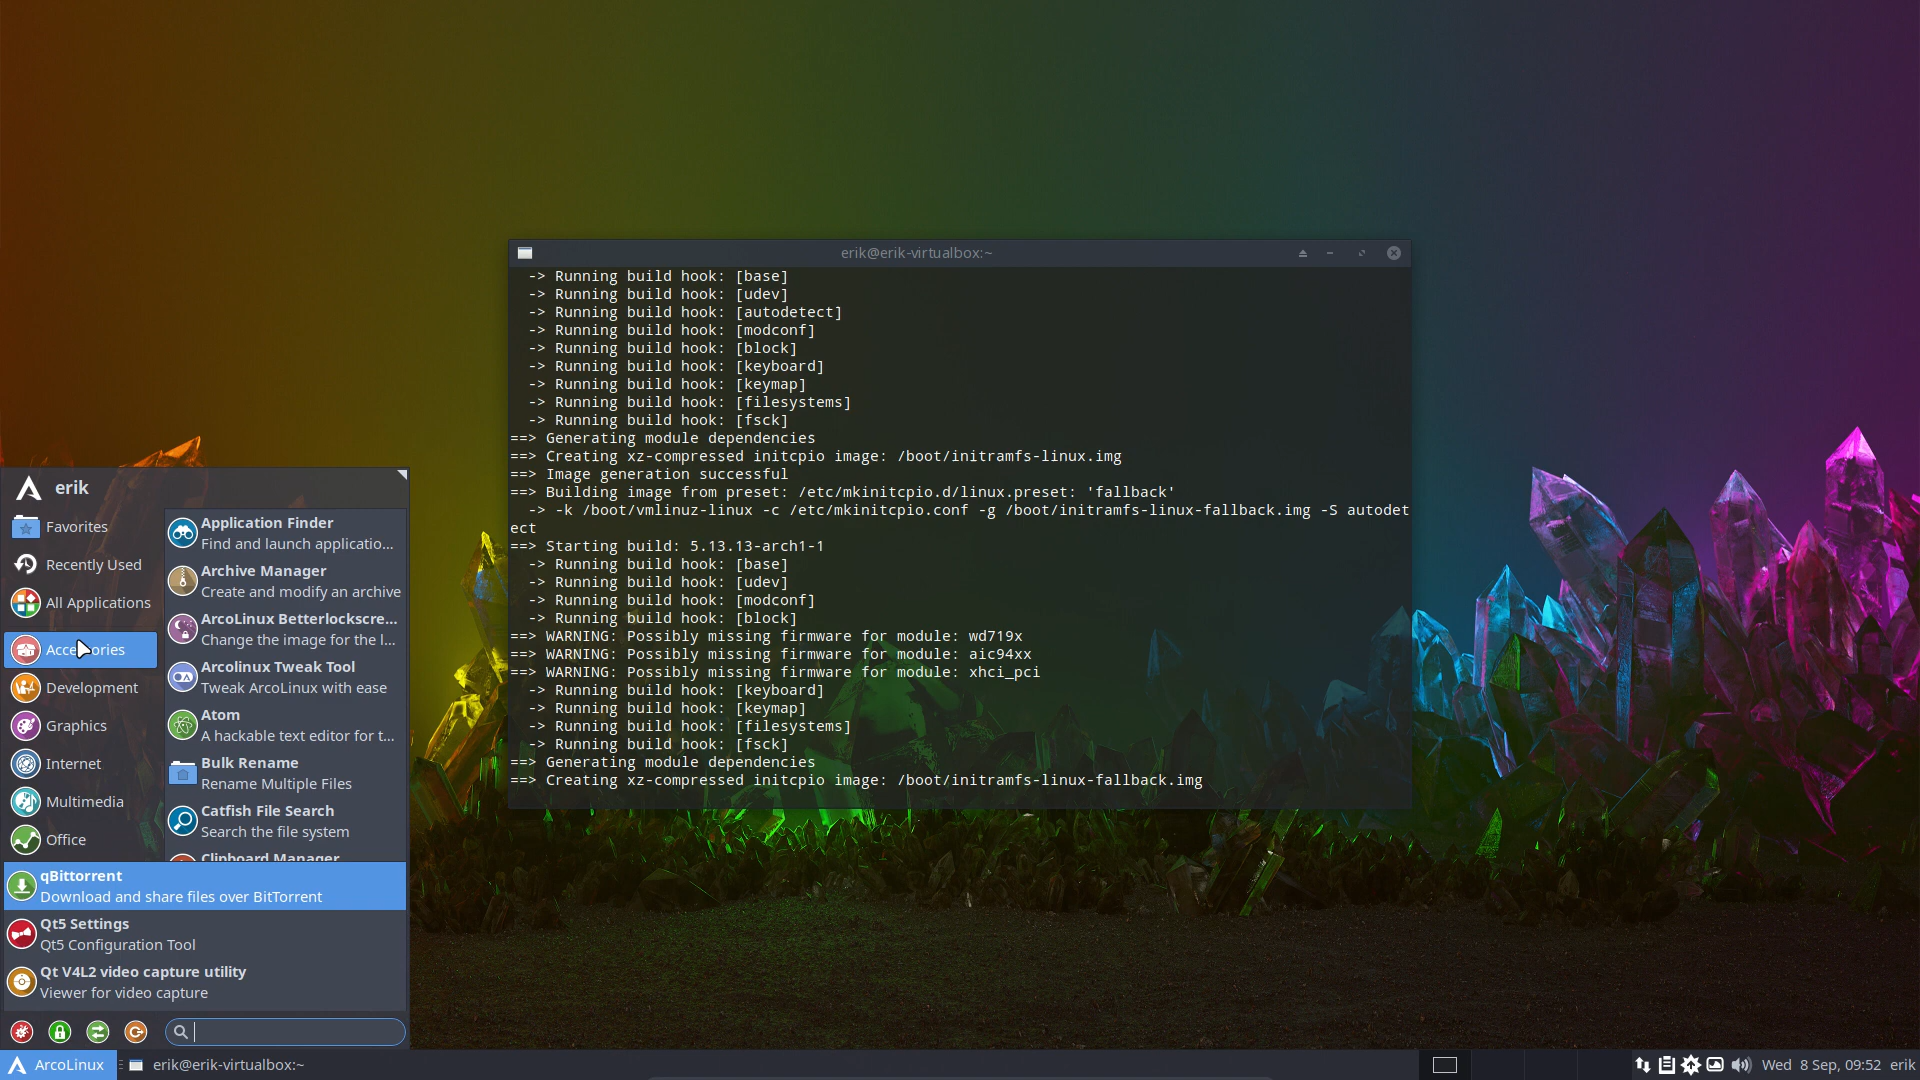 erik@erik-virtualbox:~
-> Running build hook: [base]
-> Running build hook: [udev]
-> Running build hook: [autodetect]
-> Running build hook: [modconf]
-> Running build hook: [block]
-> Running build hook: [keyboard]
-> Running build hook: [keymap]
-> Running build hook: [filesystems]
-> Running build hook: [fsck]
==> Generating module dependencies
==> Creating xz-compressed initcpio image: /boot/initramfs-linux.img
==> Image generation successful
==> Building image from preset: /etc/mkinitcpio.d/linux.preset: 'fallback'
-> -k /boot/vmlinuz-linux -c /etc/mkinitcpio.conf -g /boot/initramfs-linux-fallback.img -S autodet
ect
==> Starting build: 5.13.13-arch1-1
-> Running build hook: [base]
-> Running build hook: [udev]
-> Running build hook: [modconf]
-> Running build hook: [block]
==> WARNING: Possibly missing firmware for module: wd719x
==> WARNING: Possibly missing firmware for module: aic94xx
==> WARNING: Possibly missing firmware for module: xhci_pci
-> Running build hook: [keyboard]
-> Running build hook: [keymap]
-> Running build hook: [filesystems]
-> Running build hook: [fsck]
==> Generating module dependencies
==> Creating xz-compressed initcpio image: /boot/initramfs-linux-fallback.img
erik
Favorites
Recently Used
All Applications
Accessories
Development
Graphics
Internet
Multimedia
Office
Application Finder
Find and launch applicatio...
Archive Manager
Create and modify an archive
ArcoLinux Betterlockscre...
Change the image for the l...
Arcolinux Tweak Tool
Tweak ArcoLinux with ease
Atom
A hackable text editor for t...
Bulk Rename
Rename Multiple Files
Catfish File Search
Search the file system
Clipboard Manager
qBittorrent
Download and share files over BitTorrent
Qt5 Settings
Qt5 Configuration Tool
Qt V4L2 video capture utility
Viewer for video capture
ArcoLinux
erik@erik-virtualbox:~
Wed 8 Sep, 09:52 erik